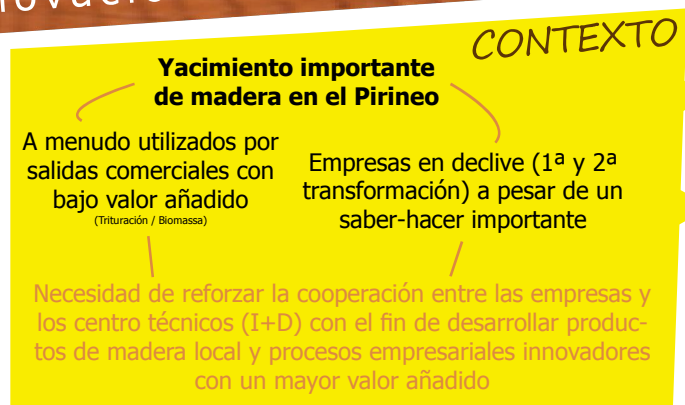 CONTEXTO
Yacimiento importante
de madera en el Pirineo
A menudo utilizados por
salidas comerciales con
bajo valor añadido
(Trituración / Biomassa)
Empresas en declive (1ª y 2ª
transformación) a pesar de un
saber-hacer importante
Necesidad de reforzar la cooperación entre las empresas y
los centro técnicos (I+D) con el fin de desarrollar produc-
tos de madera local y procesos empresariales innovadores
con un mayor valor añadido